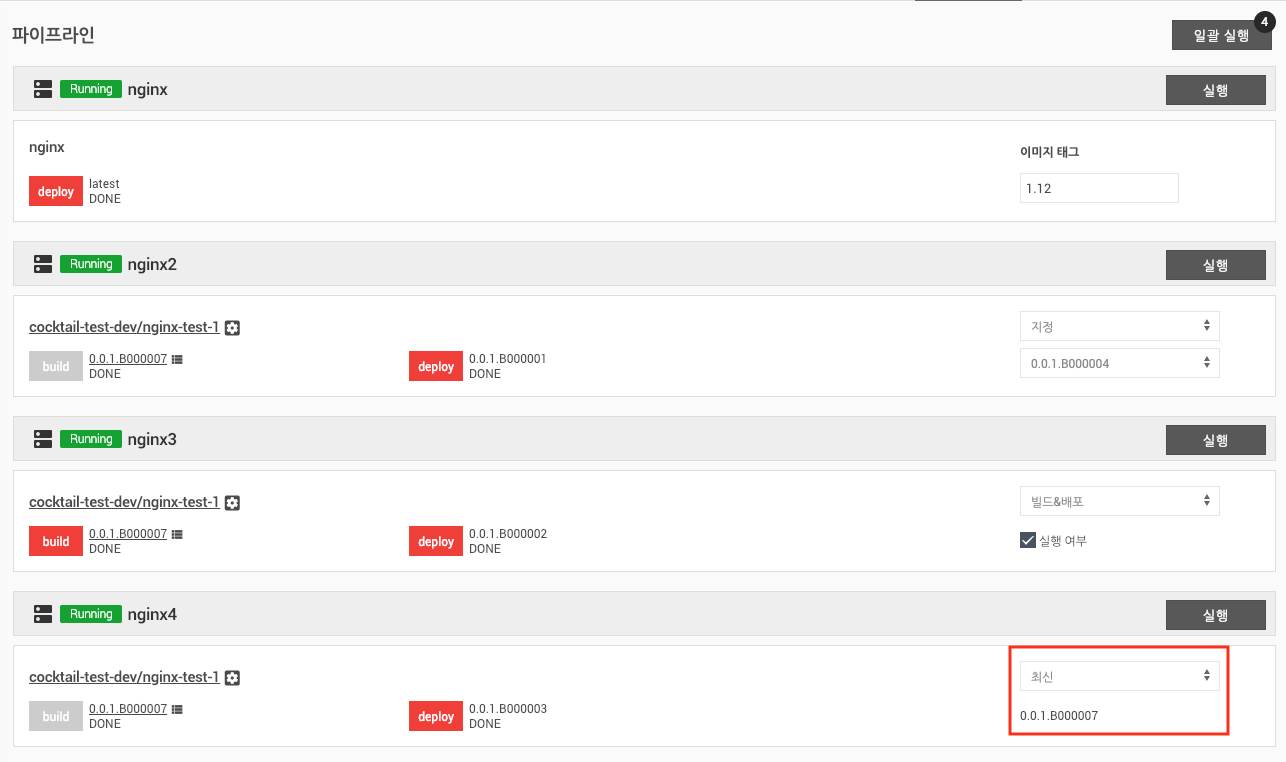 파이프라인
일괄 실행
4
Running nginx
실행
nginx
이미지 태그
deploy
latest
DONE
1.12
Running nginx2
실행
cocktail-test-dev/nginx-test-1
지정
build
0.0.1.B000007
DONE
deploy
0.0.1.B000001
DONE
0.0.1.B000004
Running nginx3
실행
cocktail-test-dev/nginx-test-1
빌드&배포
build
0.0.1.B000007
DONE
deploy
0.0.1.B000002
DONE
실행 여부
Running nginx4
실행
cocktail-test-dev/nginx-test-1
최신
build
0.0.1.B000007
DONE
deploy
0.0.1.B000003
DONE
0.0.1.B000007